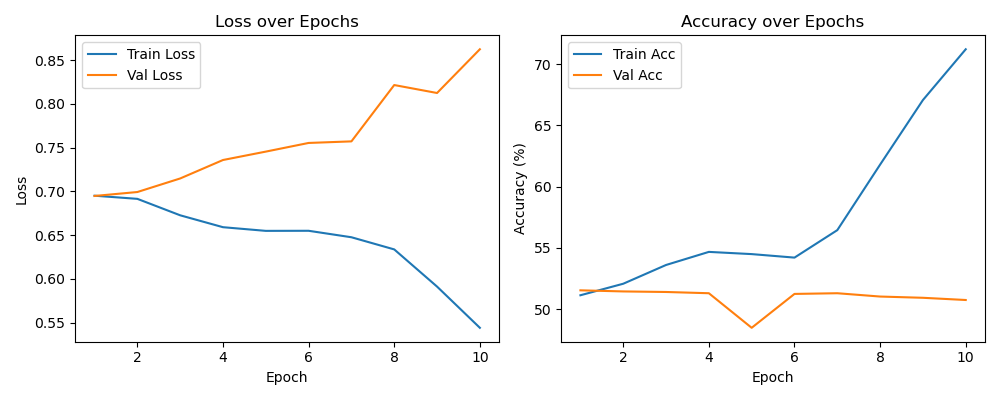 Loss over Epochs
Train Loss
Val Loss
0.85
0.80
0.75
0.70
0.65
0.60
0.55
Loss
2 4 6 8 10
Epoch
Accuracy over Epochs
Train Acc
Val Acc
70
65
60
55
50
Accuracy (%)
2 4 6 8 10
Epoch